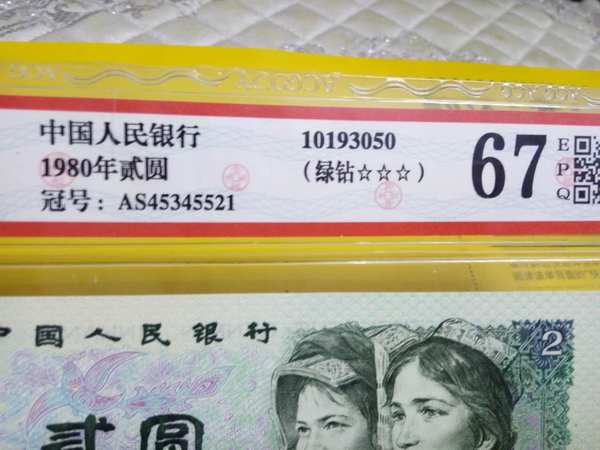 中国人民银行 10193050
1980年贰圆 (绿钻☆☆☆)
冠号: AS45345521
67 EPQ
中国人民银行
2
贰圆